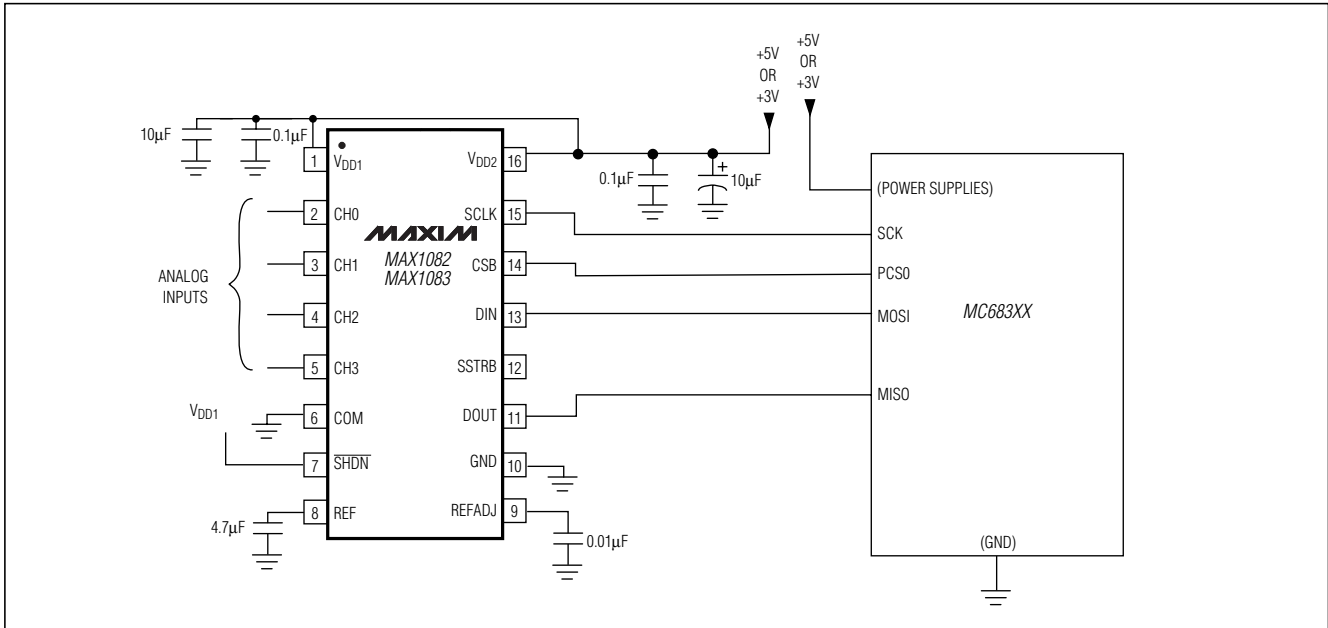 +5V
OR
+3V
+5V
OR
+3V
10µF
0.1µF
1
VDD1
VDD2
16
0.1µF
+
10µF
(POWER SUPPLIES)
2
CH0
SCLK
15
SCK
MAXIM
MAX1082
MAX1083
3
CH1
CSB
14
PCS0
ANALOG
INPUTS
4
CH2
DIN
13
MOSI
MC683XX
5
CH3
SSTRB
12
VDD1
6
COM
DOUT
11
MISO
7
SHDN
GND
10
8
REF
REFADJ
9
4.7µF
0.01µF
(GND)